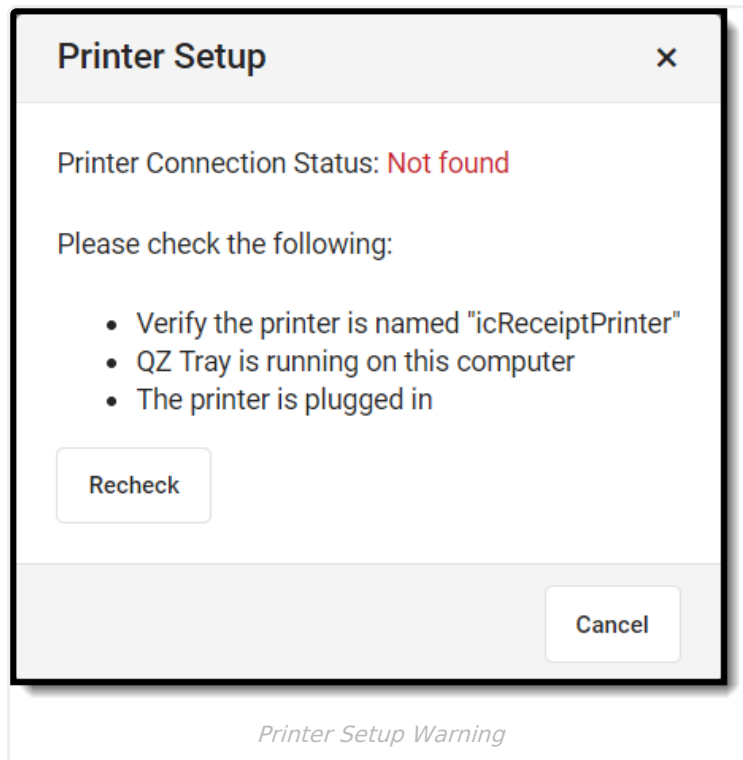 Printer Setup ×
Printer Connection Status: Not found
Please check the following:
• Verify the printer is named "icReceiptPrinter"
• QZ Tray is running on this computer
• The printer is plugged in
Recheck
Cancel
Printer Setup Warning